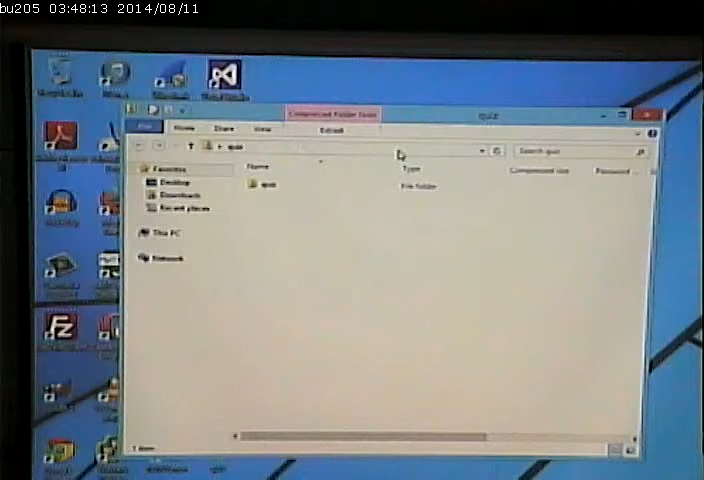 bu205 03:48:13 2014/08/11
Compressed Folder Tools
quiz
File Home Share View Extract
quiz
Search quiz
Favorites
Desktop
Downloads
Recent places
This PC
Network
Name Type Compressed size Password ...
quiz File folder
1 item